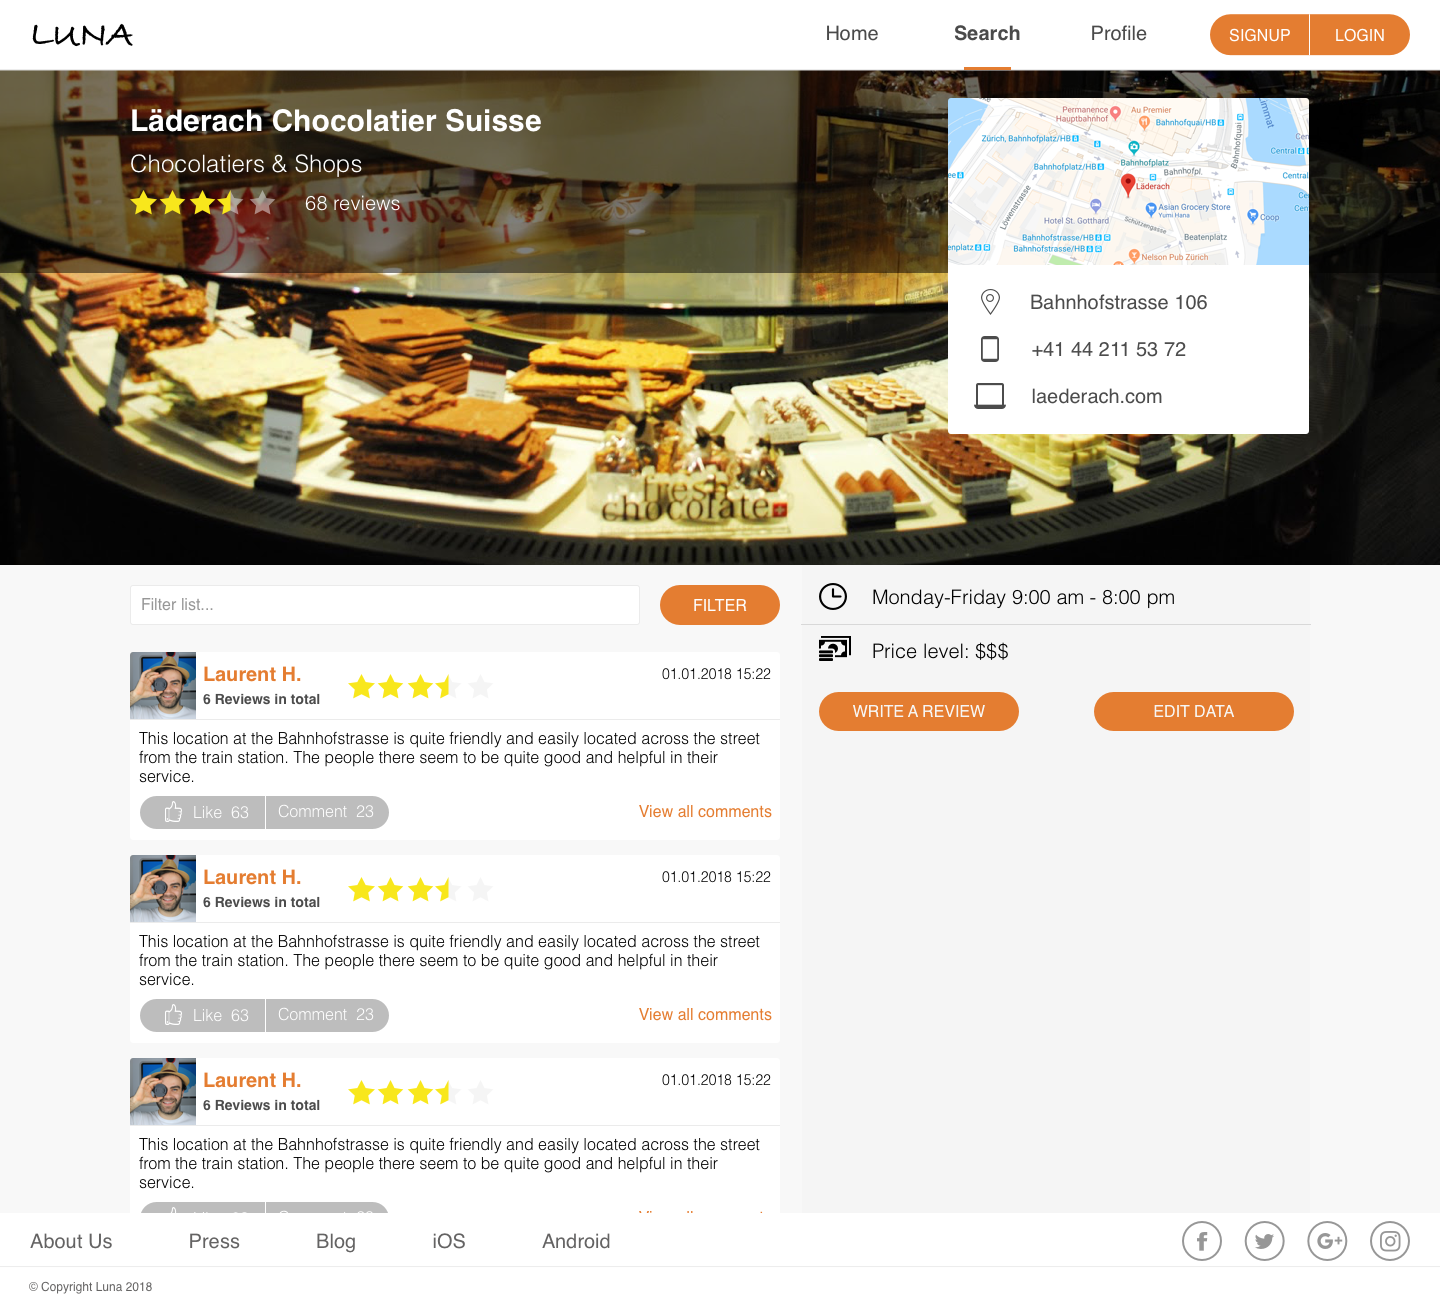 LUNA
Home
Search
Profile
SIGNUP
LOGIN
Läderach Chocolatier Suisse
Chocolatiers & Shops
68 reviews
Permanence
Hauptbahnhof
Au Premier
Bahnhofquai/HB
Zürich, Bahnhofplatz/HB
Bahnhofquai
Limmat
Central
Bahnhofplatz
Bahnhofplatz/HB
Bahnhofpl.
Central
Läderach
Löwenstrasse
Asian Grocery Store
Yumi Hana
Coop
Hotel St. Gotthard
Schützengasse
Beatenplatz
Bahnhofstrasse/HB
Bahnhofstrasse/HB
Nelson Pub Zürich
Bahnhofstrasse 106
+41 44 211 53 72
laederach.com
fresh
chocolate
Filter list...
FILTER
Monday-Friday 9:00 am - 8:00 pm
Price level: $$$
WRITE A REVIEW
EDIT DATA
Laurent H.
6 Reviews in total
01.01.2018 15:22
This location at the Bahnhofstrasse is quite friendly and easily located across the street
from the train station. The people there seem to be quite good and helpful in their
service.
Like 63
Comment 23
View all comments
Laurent H.
6 Reviews in total
01.01.2018 15:22
This location at the Bahnhofstrasse is quite friendly and easily located across the street
from the train station. The people there seem to be quite good and helpful in their
service.
Like 63
Comment 23
View all comments
Laurent H.
6 Reviews in total
01.01.2018 15:22
This location at the Bahnhofstrasse is quite friendly and easily located across the street
from the train station. The people there seem to be quite good and helpful in their
service.
About Us
Press
Blog
iOS
Android
© Copyright Luna 2018